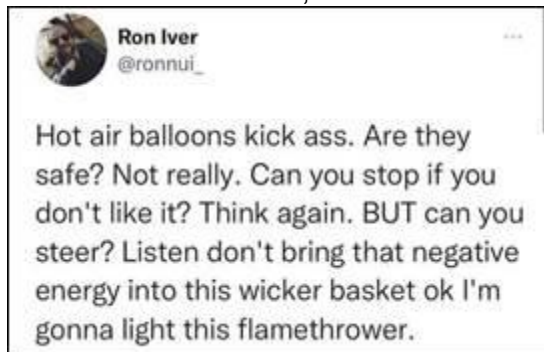 Ron Iver
@ronnui_
Hot air balloons kick ass. Are they
safe? Not really. Can you stop if you
don't like it? Think again. BUT can you
steer? Listen don't bring that negative
energy into this wicker basket ok I'm
gonna light this flamethrower.